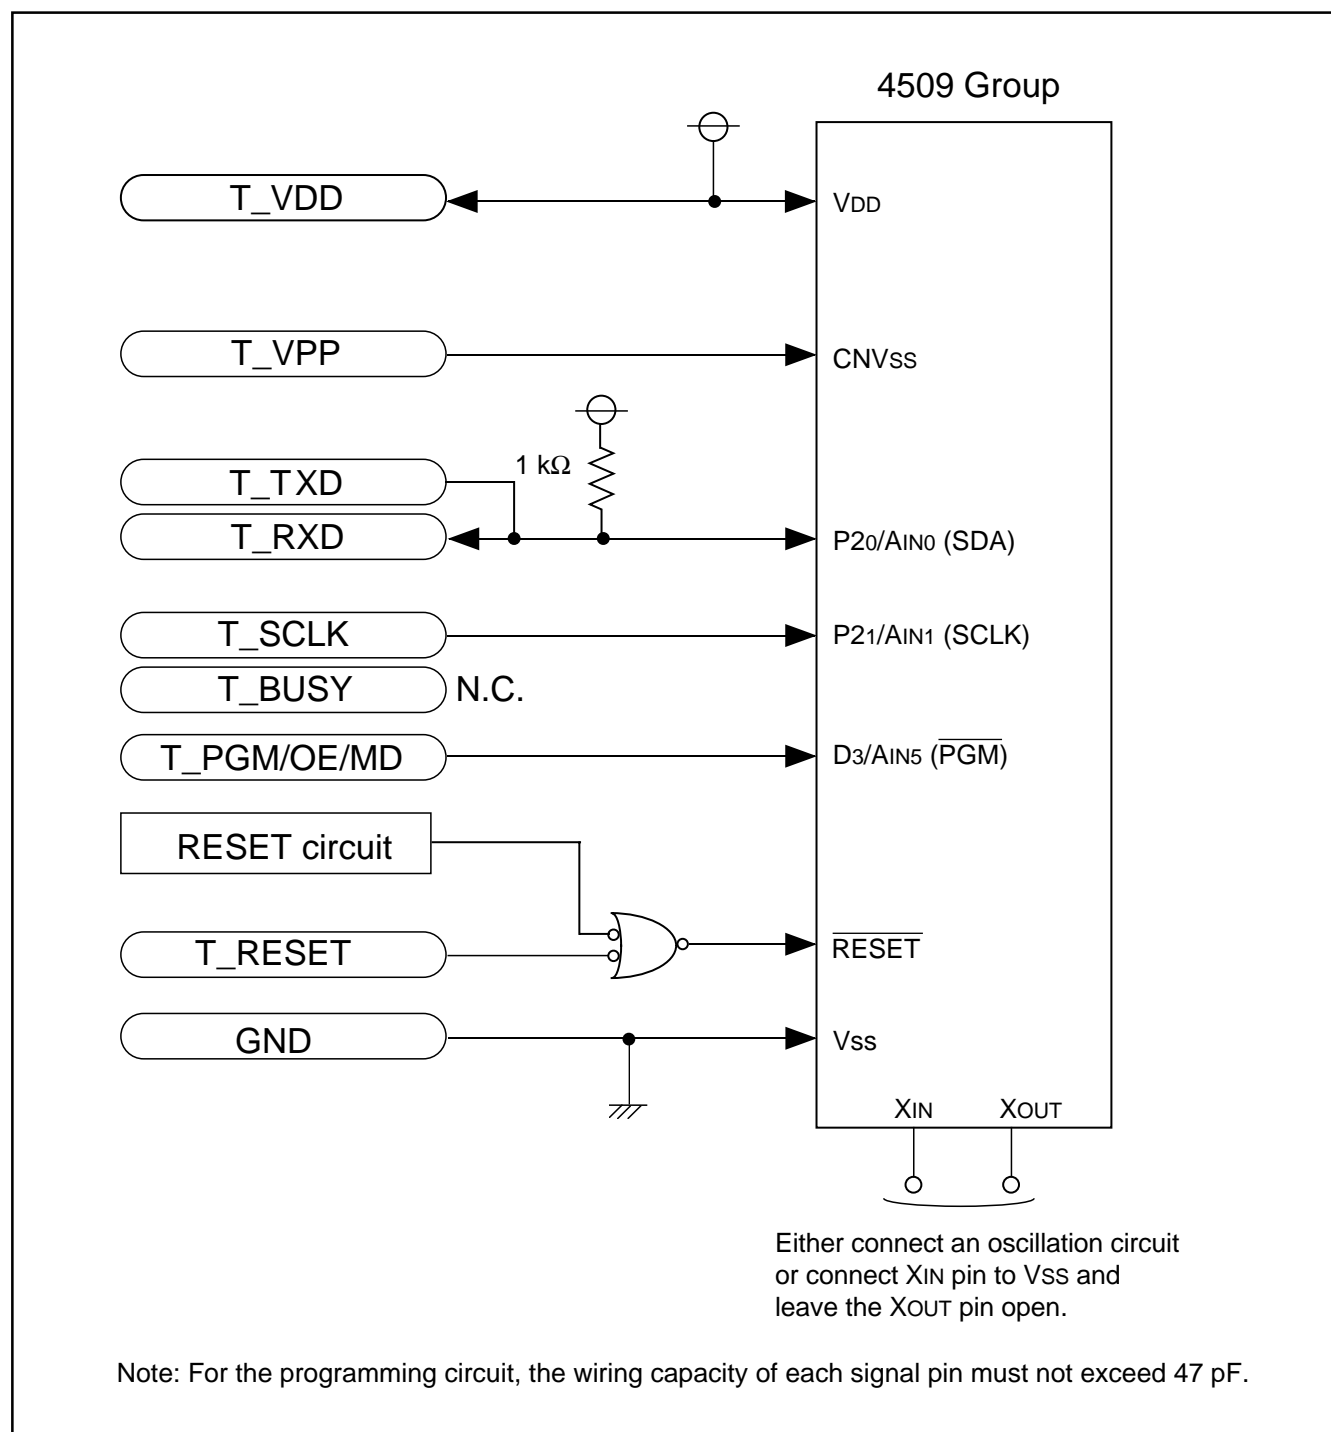 4509 Group
T_VDD
VDD
T_VPP
CNVSS
T_TXD
1 kΩ
T_RXD
P20/AIN0 (SDA)
T_SCLK
P21/AIN1 (SCLK)
T_BUSY
N.C.
T_PGM/OE/MD
D3/AIN5 (PGM)
RESET circuit
T_RESET
RESET
GND
VSS
XIN
XOUT
Either connect an oscillation circuit
or connect XIN pin to VSS and
leave the XOUT pin open.
Note: For the programming circuit, the wiring capacity of each signal pin must not exceed 47 pF.